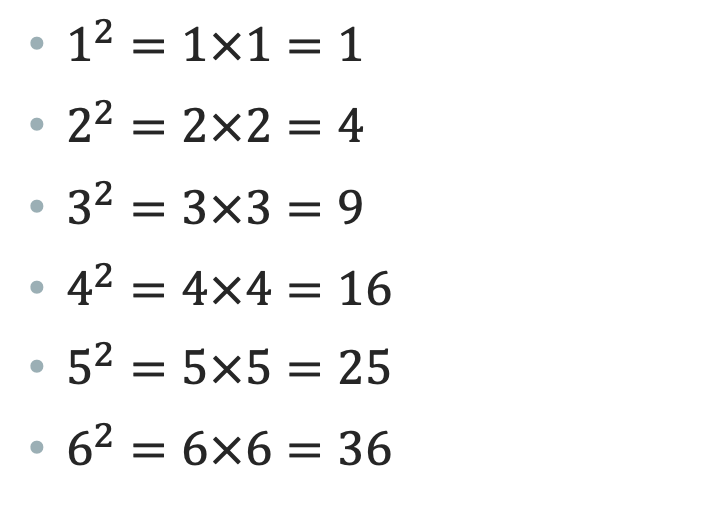 • 1² = 1×1 = 1
• 2² = 2×2 = 4
• 3² = 3×3 = 9
• 4² = 4×4 = 16
• 5² = 5×5 = 25
• 6² = 6×6 = 36